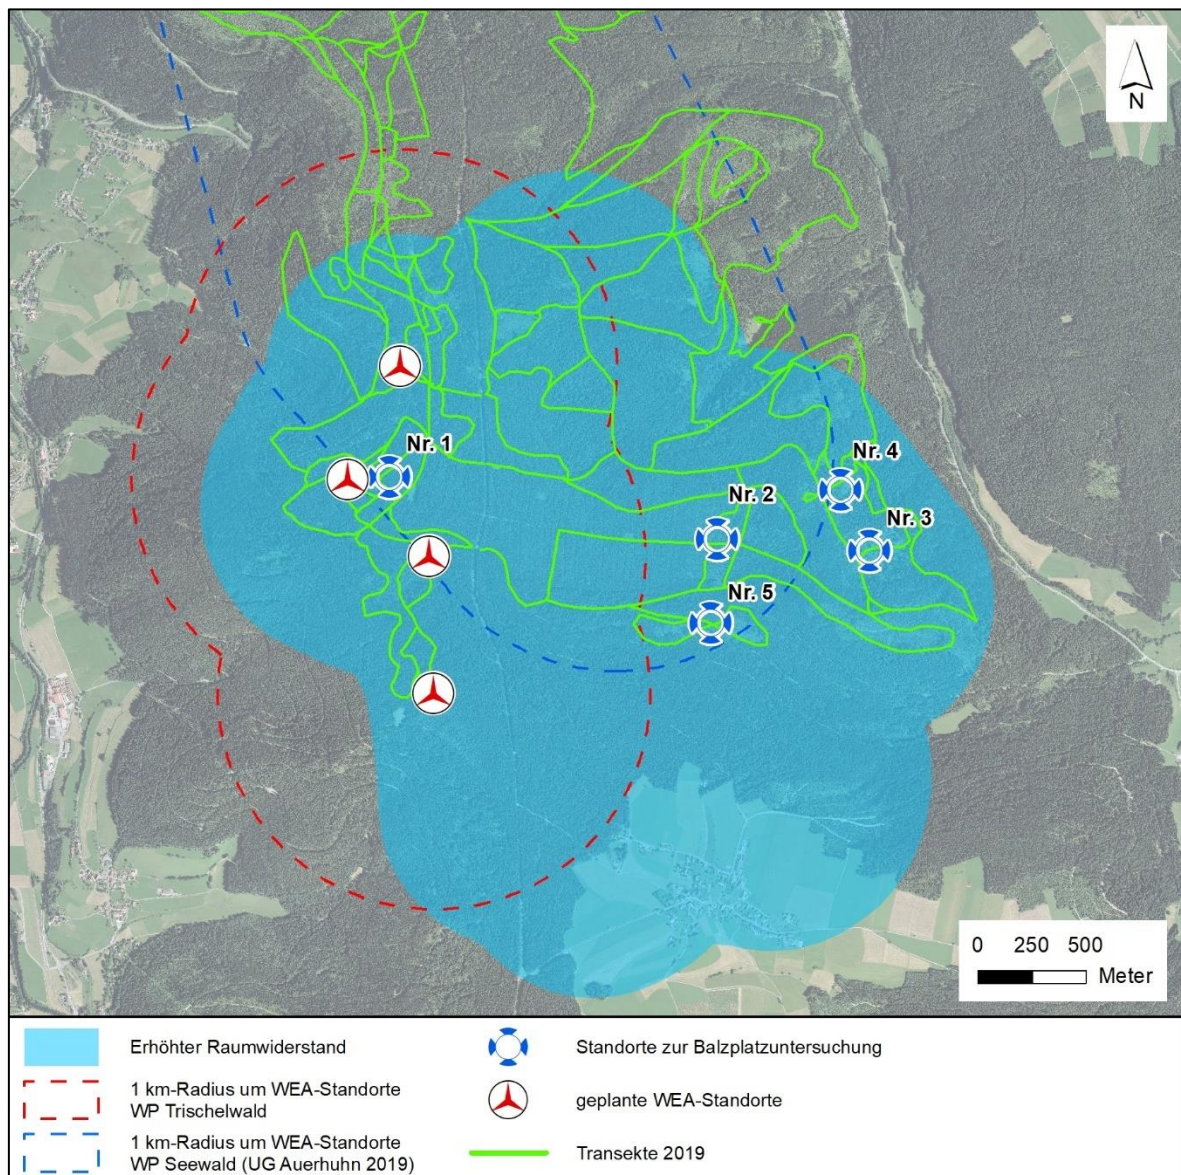 N
Nr. 1
Nr. 4
Nr. 2
Nr. 3
Nr. 5
0 250 500
Meter
Erhöhter Raumwiderstand
1 km-Radius um WEA-Standorte
WP Trischelwald
1 km-Radius um WEA-Standorte
WP Seewald (UG Auerhuhn 2019)
Standorte zur Balzplatzuntersuchung
geplante WEA-Standorte
Transekte 2019